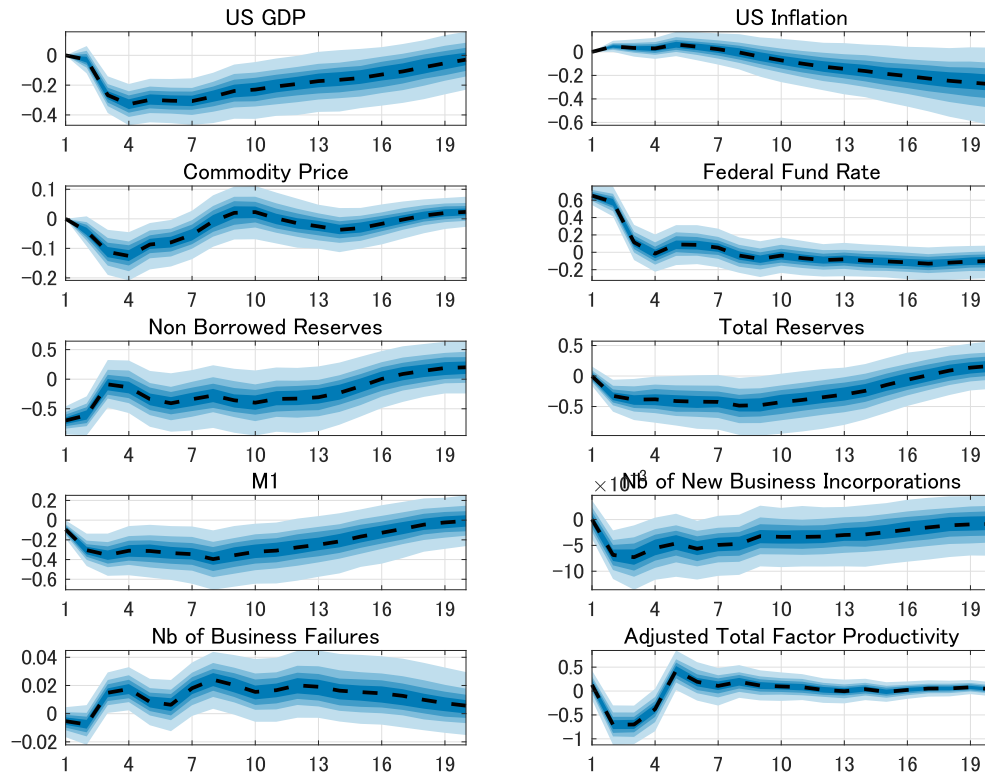 US GDP
0
−0.2
−0.4
1 4 7 10 13 16 19
US Inflation
0
−0.2
−0.4
−0.6
1 4 7 10 13 16 19
Commodity Price
0.1
0
−0.1
−0.2
1 4 7 10 13 16 19
Federal Fund Rate
0.6
0.4
0.2
0
−0.2
1 4 7 10 13 16 19
Non Borrowed Reserves
0.5
0
−0.5
1 4 7 10 13 16 19
Total Reserves
0.5
0
−0.5
1 4 7 10 13 16 19
M1
0.2
0
−0.2
−0.4
−0.6
1 4 7 10 13 16 19
Nb of New Business Incorporations
0
−5
−10
1 4 7 10 13 16 19
Nb of Business Failures
0.04
0.02
0
−0.02
1 4 7 10 13 16 19
Adjusted Total Factor Productivity
0.5
0
−0.5
−1
1 4 7 10 13 16 19